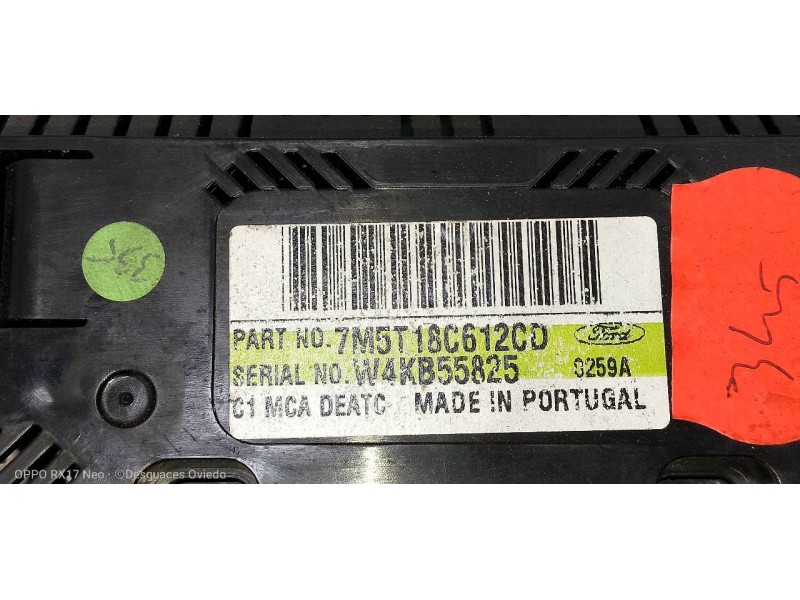 PART NO. 7M5T18C612CD
Ford
SERIAL NO. W4KB55825 8259A
C1 MCA DEATC MADE IN PORTUGAL
345
OPPO RX17 Neo • ©Desguaces Oviedo